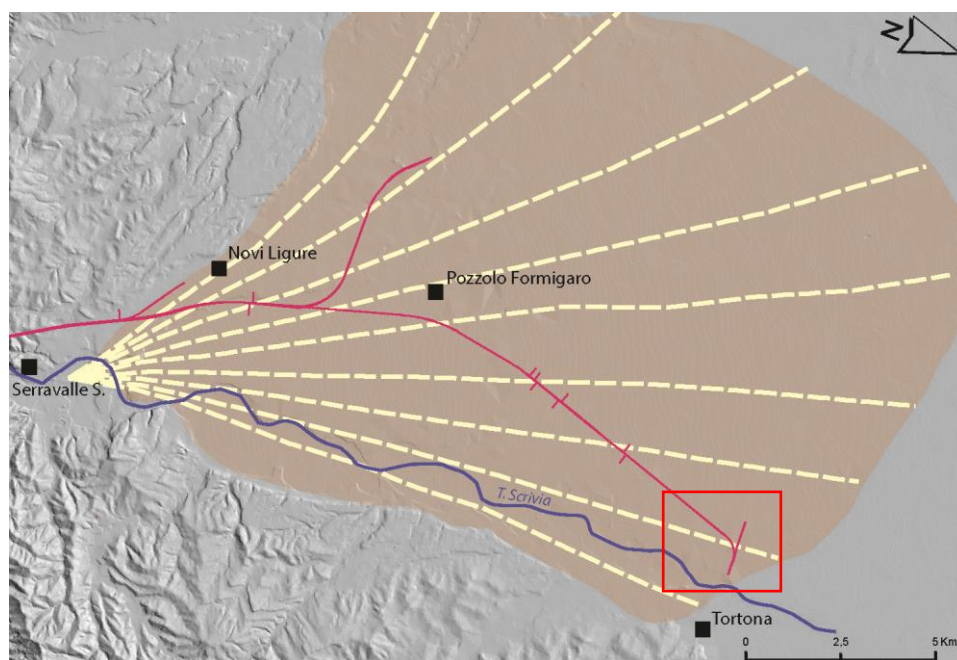 N
Novi Ligure
Pozzolo Formigaro
Serravalle S.
T. Scrivia
Tortona
0 2,5 5 Km